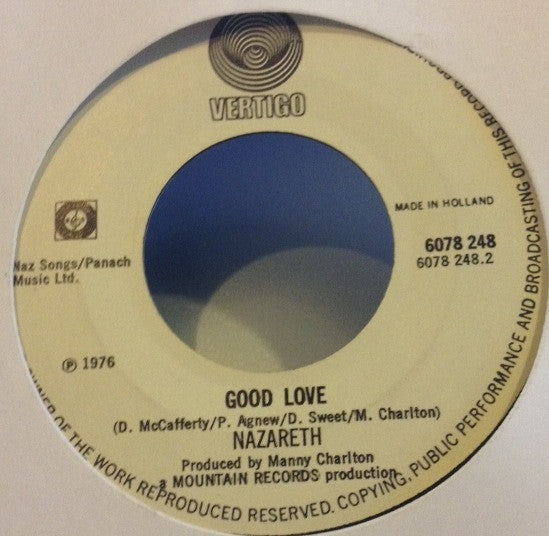 VERTIGO
MADE IN HOLLAND
6078 248
6078 248.2
Naz Songs/Panach
Music Ltd.
℗ 1976
GOOD LOVE
(D. McCafferty/P. Agnew/D. Sweet/M. Charlton)
NAZARETH
Produced by Manny Charlton
a MOUNTAIN RECORDS production
OWNER OF THE WORK REPRODUCED RESERVED. COPYING, PUBLIC PERFORMANCE AND BROADCASTING OF THIS RECORD